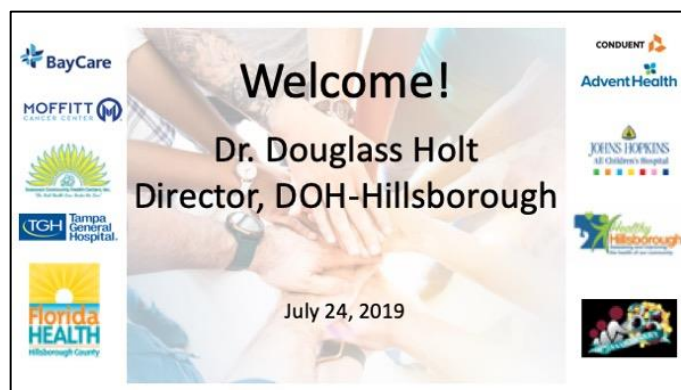 BayCare
MOFFITT
CANCER CENTER
TGH
Tampa
General
Hospital.
Florida
HEALTH
Hillsborough County
Welcome!
Dr. Douglass Holt
Director, DOH-Hillsborough
July 24, 2019
CONDUENT
AdventHealth
JOHNS HOPKINS
All Children's Hospital
Healthy
Hillsborough